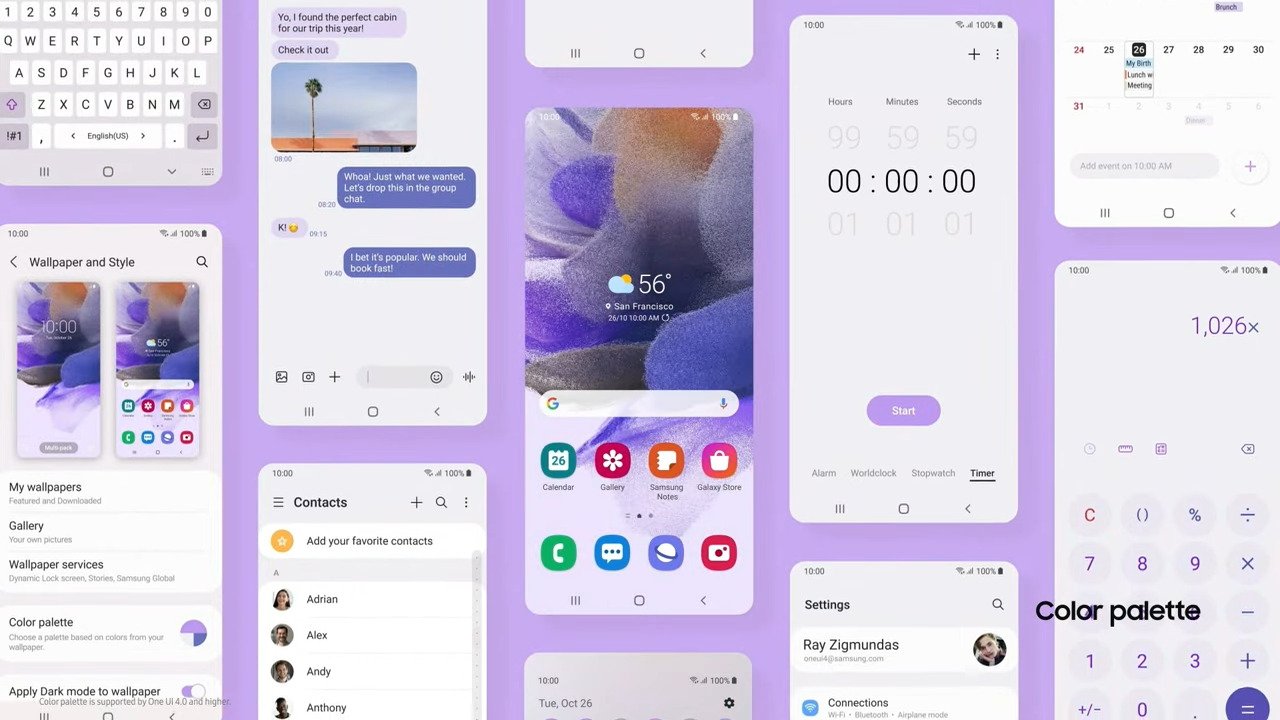 1 2 3 4 5 6 7 8 9 0
Q W E R T Y U I O P
A S D F G H J K L
Z X C V B N M
!#1 , < English(US) > .
10:00 100%
Wallpaper and Style
10:00
Tue, October 26
56°
San Francisco
Multi-pack
My wallpapers
Featured and Downloaded
Gallery
Your own pictures
Wallpaper services
Dynamic Lock screen, Stories, Samsung Global
Color palette
Choose a palette based on colors from your
wallpaper.
Apply Dark mode to wallpaper
Color palette is supported by One UI 4.0 and higher.
Yo, I found the perfect cabin
for our trip this year!
Check it out
08:00
Whoa! Just what we wanted.
Let's drop this in the group
chat.
08:20
K!
09:15
I bet it's popular. We should
book fast!
09:40
10:00 100%
Contacts
Add your favorite contacts
A
Adrian
Alex
Andy
Anthony
10:00 100%
56°
San Francisco
26/10 10:00 AM
26
Calendar Gallery Samsung Notes Galaxy Store
10:00 100%
Tue, Oct 26
10:00 100%
Hours Minutes Seconds
99 59 59
00 : 00 : 00
01 01 01
Start
Alarm Worldclock Stopwatch Timer
10:00 100%
Settings
Ray Zigmundas
oneui4@samsung.com
Connections
Wi-Fi • Bluetooth • Airplane mode
Brunch
24 25 26 27 28 29 30
My Birth
Lunch w
Meeting
31 1 2 3 4 5 6
Add event on 10:00 AM
10:00 100%
1,026×
C () % ÷
7 8 9 ×
Color palette
−
1 2 3 +
+/− 0 =